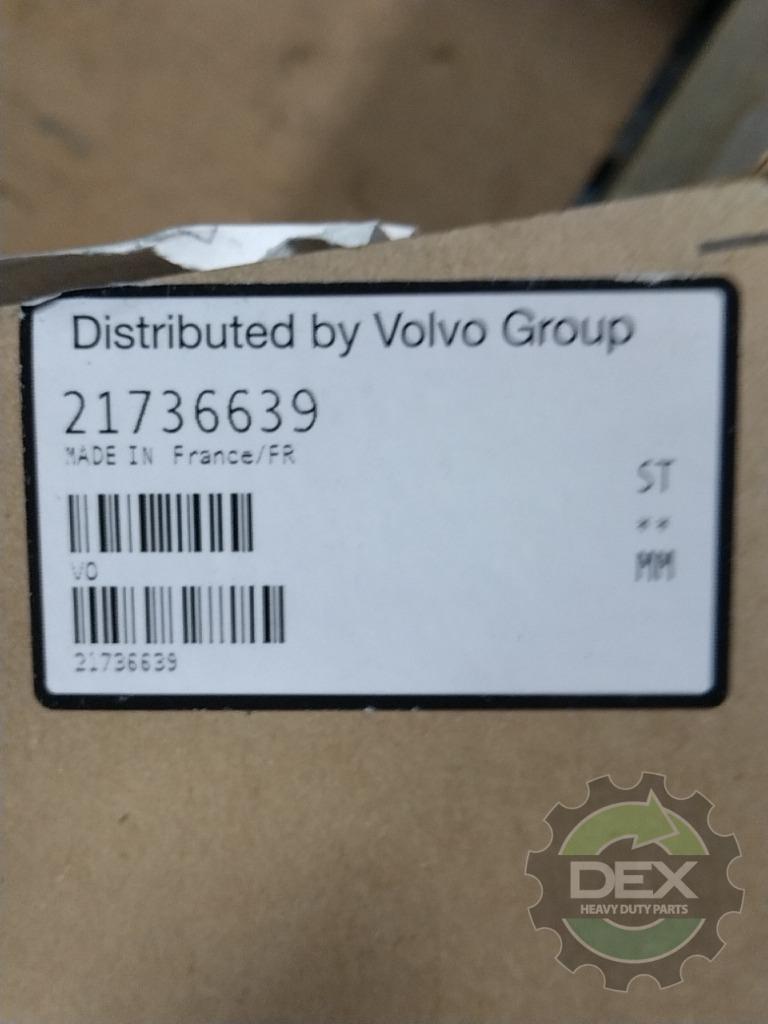 Distributed by Volvo Group
21736639
MADE IN France/FR
ST
**
MM
VO
21736639
DEX
HEAVY DUTY PARTS